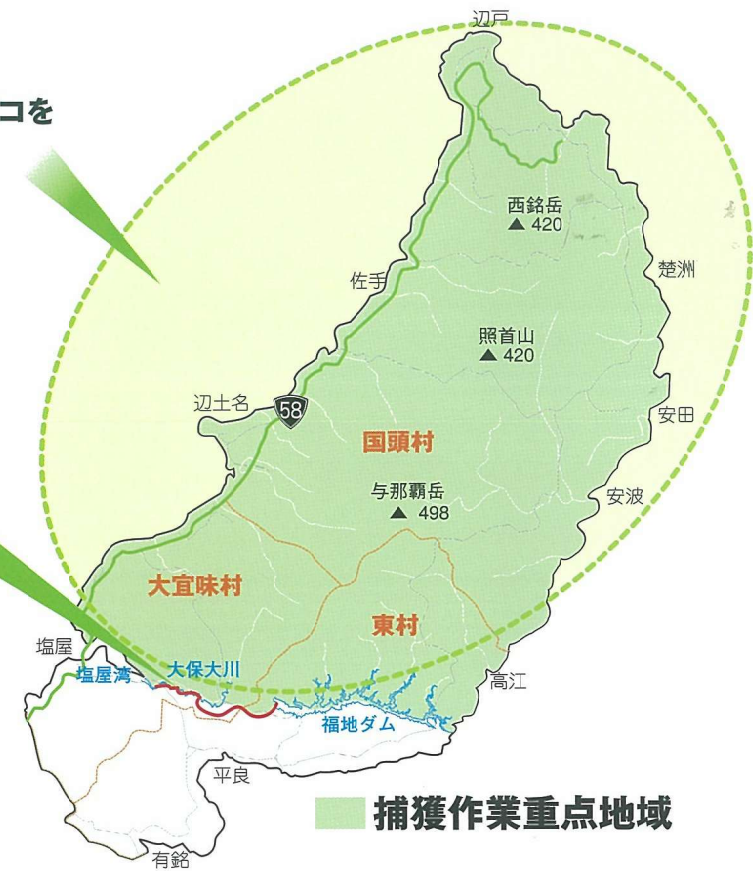 辺戸
コを
西銘岳
▲ 420
楚洲
佐手
照首山
▲ 420
辺土名
58
安田
国頭村
与那覇岳
▲ 498
安波
大宜味村
東村
塩屋
塩屋湾
大保大川
高江
福地ダム
平良
捕獲作業重点地域
有銘